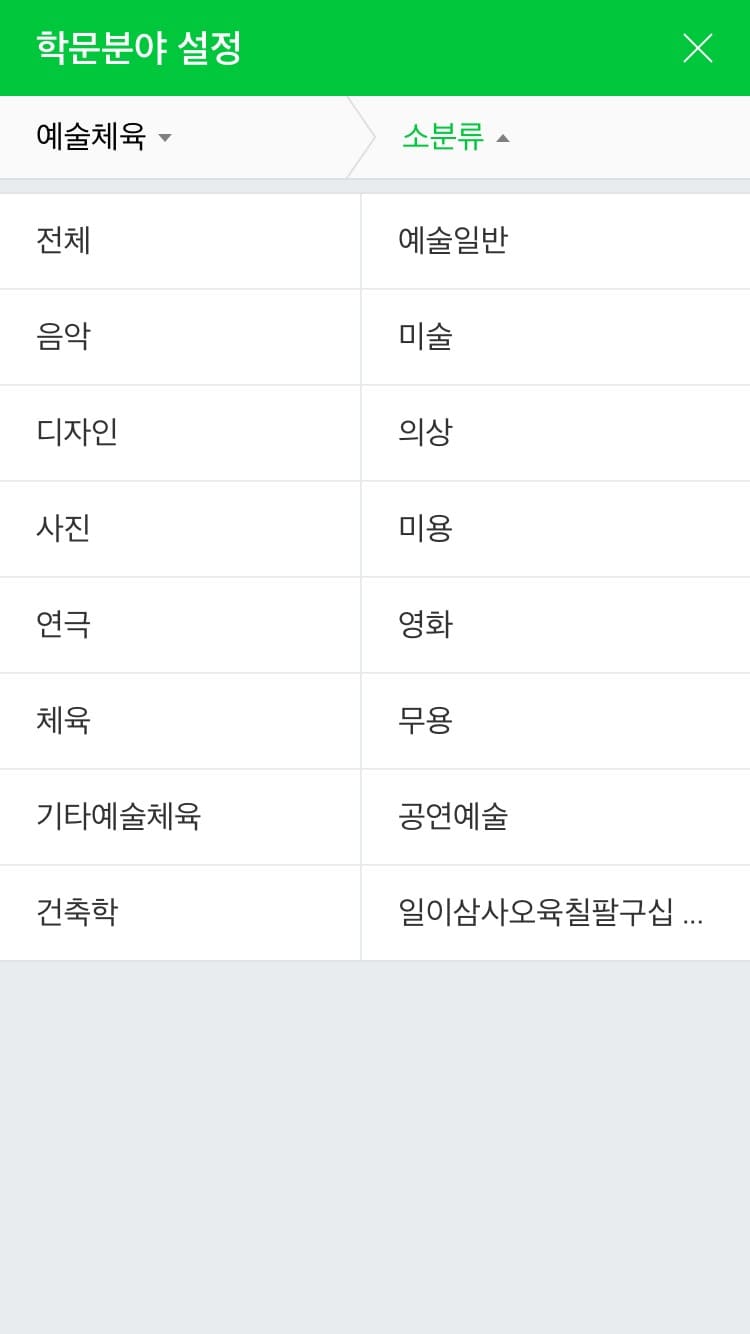 학문분야 설정
예술체육
소분류
전체
예술일반
음악
미술
디자인
의상
사진
미용
연극
영화
체육
무용
기타예술체육
공연예술
건축학
일이삼사오육칠팔구십 ...